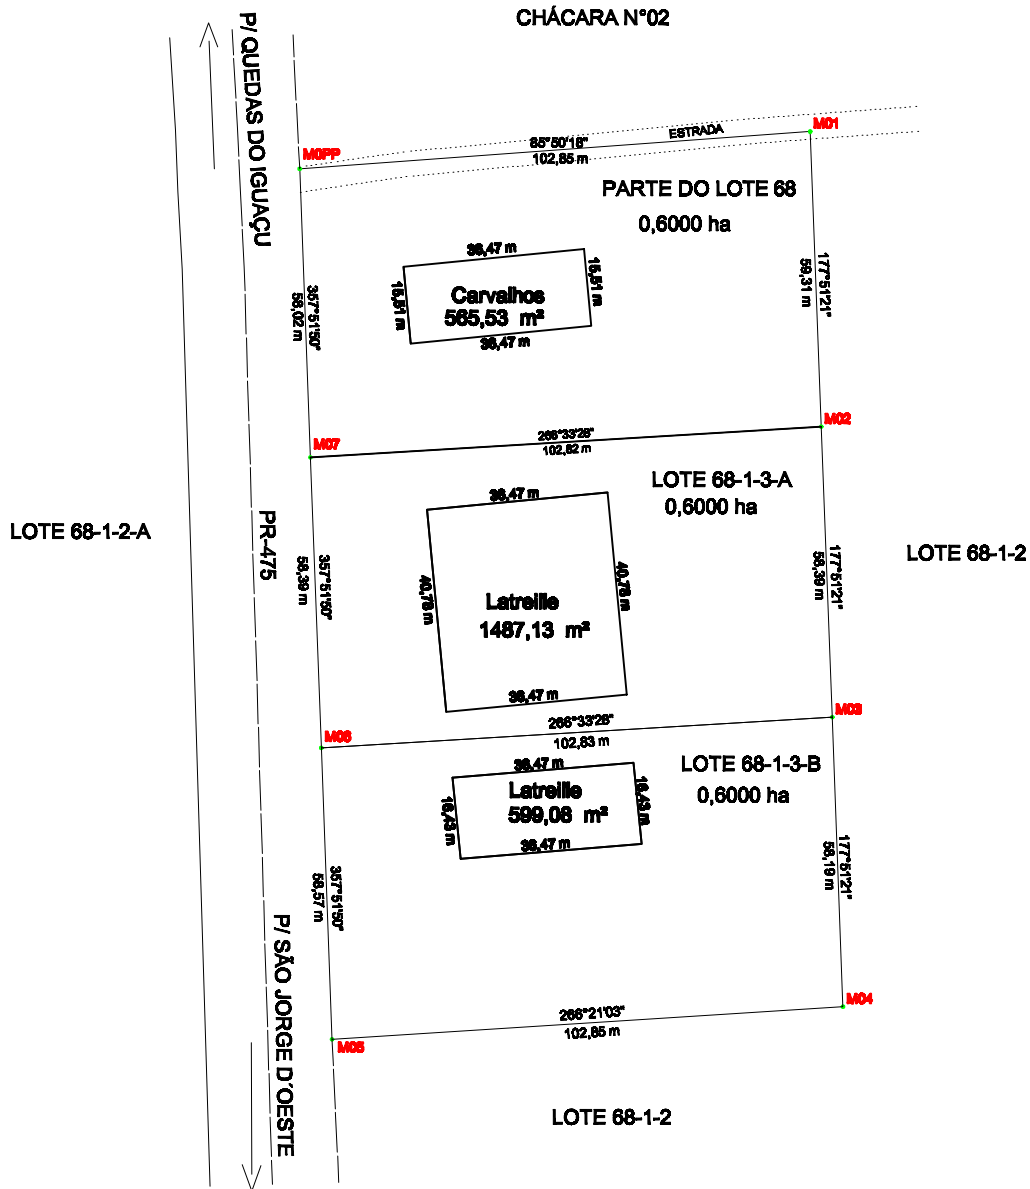 CHÁCARA N°02
P/ QUEDAS DO IGUAÇU
M0PP
85°50'16"
102,85 m
ESTRADA
M01
PARTE DO LOTE 68
0,6000 ha
36,47 m
15,51 m
15,51 m
Carvalhos
565,53 m²
36,47 m
357°51'50"
58,02 m
177°51'21"
59,31 m
M07
266°33'28"
102,82 m
M02
LOTE 68-1-3-A
0,6000 ha
36,47 m
LOTE 68-1-2-A
PR-475
357°51'50"
58,39 m
40,78 m
40,78 m
Latreille
1487,13 m²
177°51'21"
58,39 m
LOTE 68-1-2
36,47 m
M06
266°33'28"
102,83 m
M03
LOTE 68-1-3-B
0,6000 ha
36,47 m
16,43 m
16,43 m
Latreille
599,08 m²
36,47 m
357°51'50"
58,57 m
177°51'21"
58,19 m
P/ SÃO JORGE D'OESTE
M05
266°21'03"
102,85 m
M04
LOTE 68-1-2